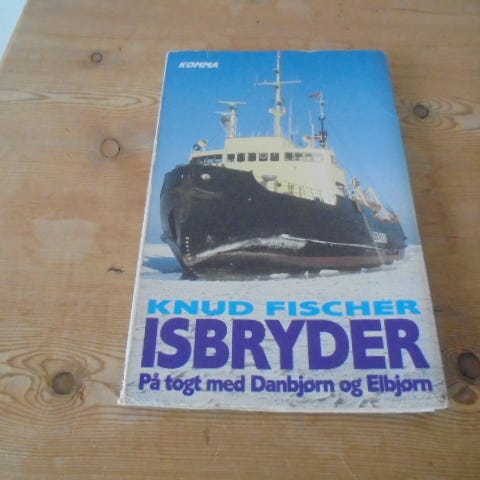 KOMMA
KNUD FISCHER
ISBRYDER
På togt med Danbjørn og Elbjørn